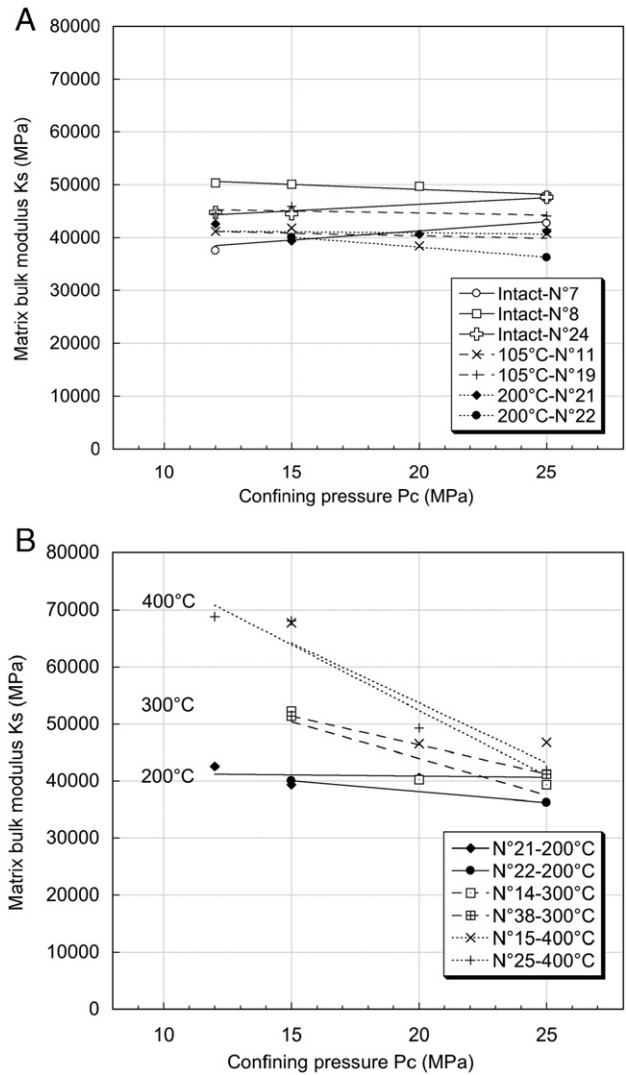 A
80000
70000
60000
50000
40000
30000
20000
10000
0
Matrix bulk modulus Ks (MPa)
Intact-N°7
Intact-N°8
Intact-N°24
105°C-N°11
105°C-N°19
200°C-N°21
200°C-N°22
10 15 20 25
Confining pressure Pc (MPa)
B
80000
70000
60000
50000
40000
30000
20000
10000
0
Matrix bulk modulus Ks (MPa)
400°C
300°C
200°C
N°21-200°C
N°22-200°C
N°14-300°C
N°38-300°C
N°15-400°C
N°25-400°C
10 15 20 25
Confining pressure Pc (MPa)